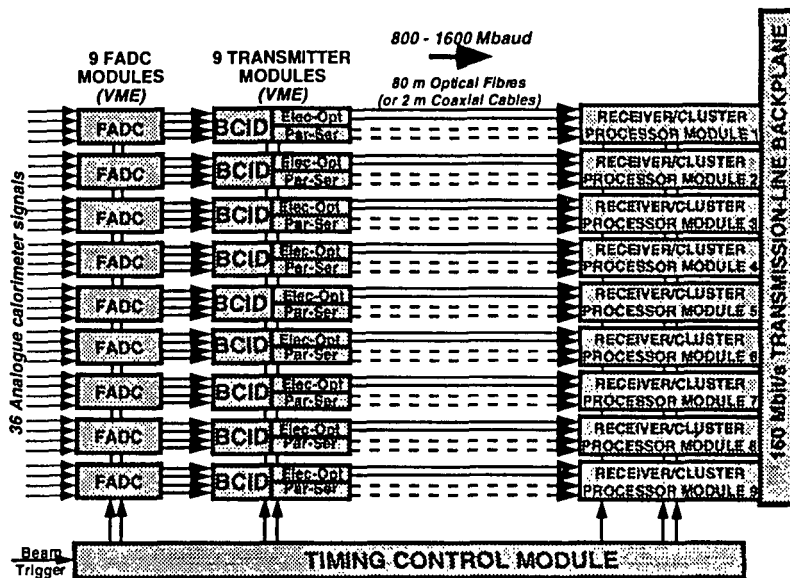 800 - 1600 Mbaud
9 FADC
MODULES
(VME)
9 TRANSMITTER
MODULES
(VME)
80 m Optical Fibres
(or 2 m Coaxial Cables)
36 Analogue calorimeter signals
FADC
BCID
Elec-Opt
Par-Ser
RECEIVER/CLUSTER
PROCESSOR MODULE 1
FADC
BCID
Elec-Opt
Par-Ser
RECEIVER/CLUSTER
PROCESSOR MODULE 2
FADC
BCID
Elec-Opt
Par-Ser
RECEIVER/CLUSTER
PROCESSOR MODULE 3
FADC
BCID
Elec-Opt
Par-Ser
RECEIVER/CLUSTER
PROCESSOR MODULE 4
FADC
BCID
Elec-Opt
Par-Ser
RECEIVER/CLUSTER
PROCESSOR MODULE 5
FADC
BCID
Elec-Opt
Par-Ser
RECEIVER/CLUSTER
PROCESSOR MODULE 6
FADC
BCID
Elec-Opt
Par-Ser
RECEIVER/CLUSTER
PROCESSOR MODULE 7
FADC
BCID
Elec-Opt
Par-Ser
RECEIVER/CLUSTER
PROCESSOR MODULE 8
FADC
BCID
Elec-Opt
Par-Ser
RECEIVER/CLUSTER
PROCESSOR MODULE 9
160 Mbit/s TRANSMISSION-LINE BACKPLANE
Beam
Trigger
TIMING CONTROL MODULE